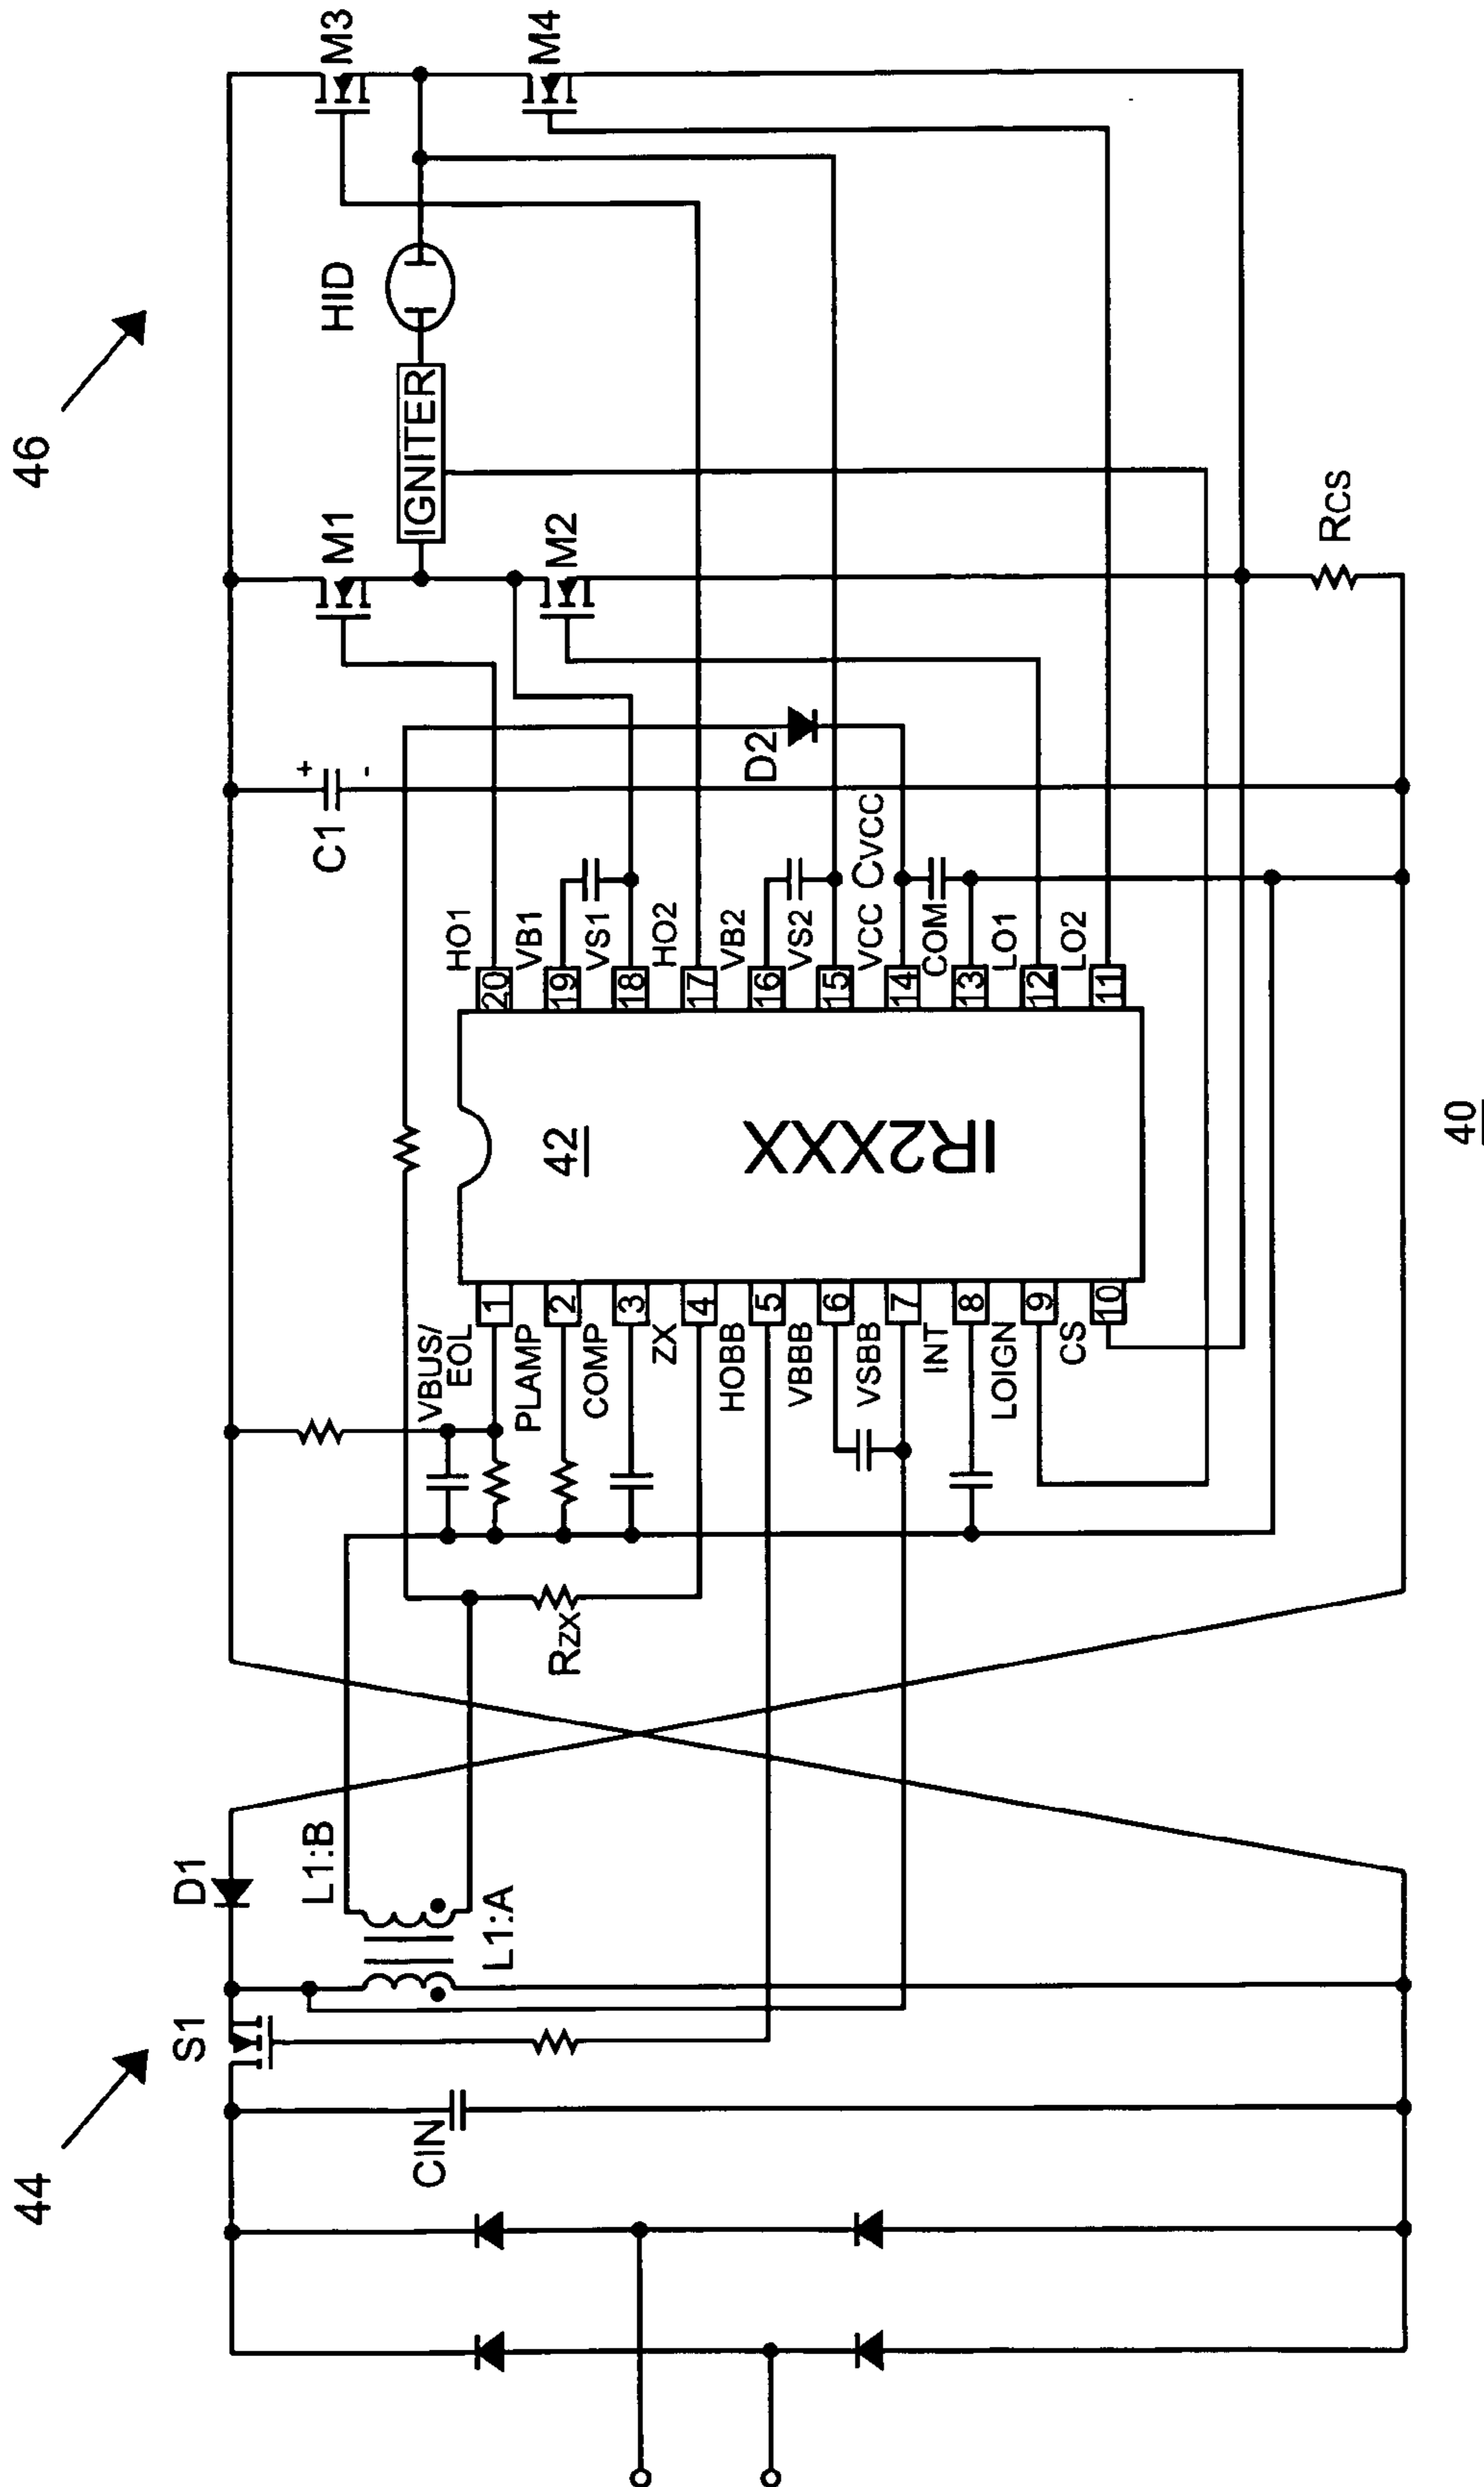 44
46
S1
D1
L1:B
L1:A
CIN
RZX
VBUS/
EOL
PLAMP
COMP
ZX
HOBB
VBBB
VSBB
INT
LOIGN
CS
1
2
3
4
5
6
7
8
9
10
42
IR2XXX
20
19
18
17
16
15
14
13
12
11
HO1
VB1
VS1
HO2
VB2
VS2
VCC
COM
LO1
LO2
CVCC
C1
+
-
D2
M1
M2
IGNITER
HID
M3
M4
RCS
40